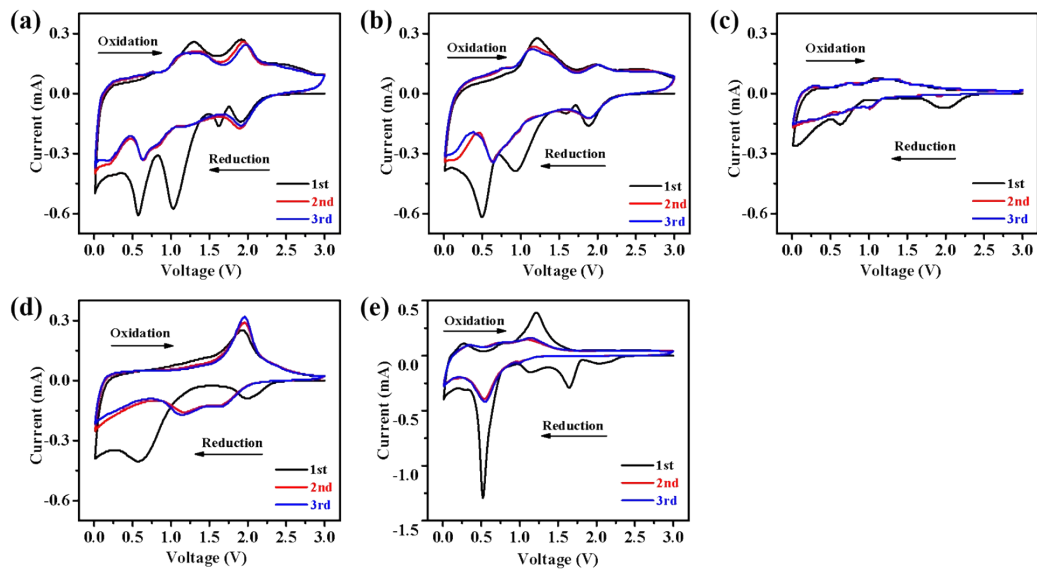 (a)
Oxidation
Reduction
1st
2nd
3rd
0.3
0.0
-0.3
-0.6
0.0 0.5 1.0 1.5 2.0 2.5 3.0
Current (mA)
Voltage (V)
(b)
Oxidation
Reduction
1st
2nd
3rd
0.3
0.0
-0.3
-0.6
0.0 0.5 1.0 1.5 2.0 2.5 3.0
Current (mA)
Voltage (V)
(c)
Oxidation
Reduction
1st
2nd
3rd
0.3
0.0
-0.3
-0.6
0.0 0.5 1.0 1.5 2.0 2.5 3.0
Current (mA)
Voltage (V)
(d)
Oxidation
Reduction
1st
2nd
3rd
0.3
0.0
-0.3
-0.6
0.0 0.5 1.0 1.5 2.0 2.5 3.0
Current (mA)
Voltage (V)
(e)
Oxidation
Reduction
1st
2nd
3rd
0.5
0.0
-0.5
-1.0
-1.5
0.0 0.5 1.0 1.5 2.0 2.5 3.0
Current (mA)
Voltage (V)